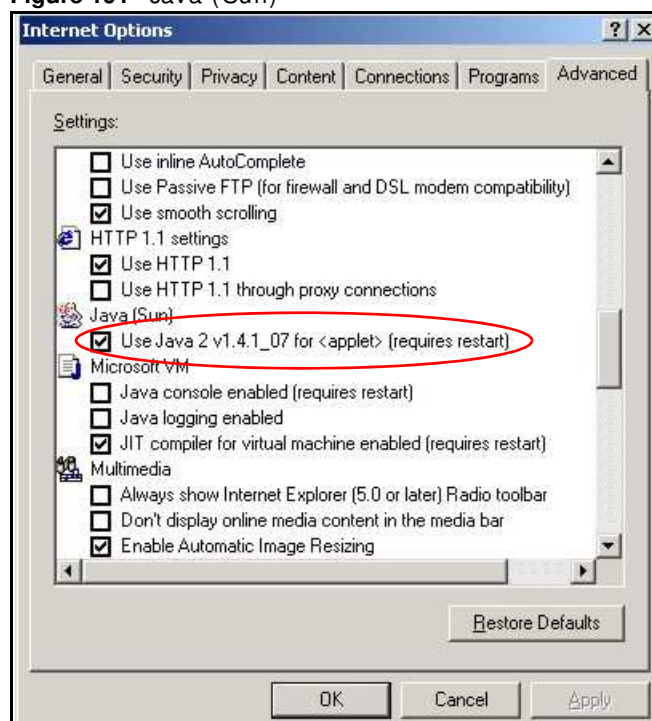 Java (Sun)
Internet Options
General Security Privacy Content Connections Programs Advanced
Settings:
Use inline AutoComplete
Use Passive FTP (for firewall and DSL modem compatibility)
Use smooth scrolling
HTTP 1.1 settings
Use HTTP 1.1
Use HTTP 1.1 through proxy connections
Java (Sun)
Use Java 2 v1.4.1_07 for <applet> (requires restart)
Microsoft VM
Java console enabled (requires restart)
Java logging enabled
JIT compiler for virtual machine enabled (requires restart)
Multimedia
Always show Internet Explorer (5.0 or later) Radio toolbar
Don't display online media content in the media bar
Enable Automatic Image Resizing
Restore Defaults
OK Cancel Apply